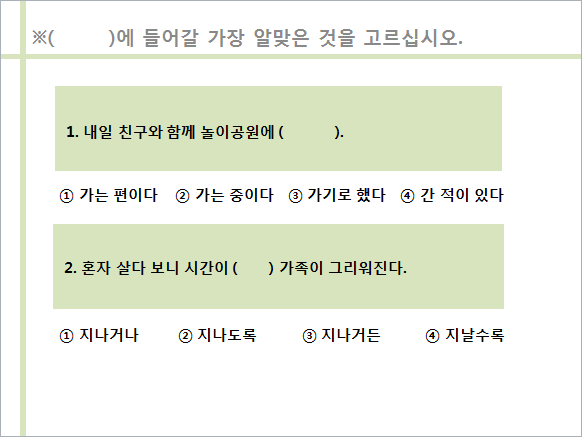 ※(        )에 들어갈 가장 알맞은 것을 고르십시오.
1. 내일 친구와 함께 놀이공원에 (            ).
① 가는 편이다 ② 가는 중이다 ③ 가기로 했다 ④ 간 적이 있다
2. 혼자 살다 보니 시간이 (       ) 가족이 그리워진다.
① 지나거나 ② 지나도록 ③ 지나거든 ④ 지날수록